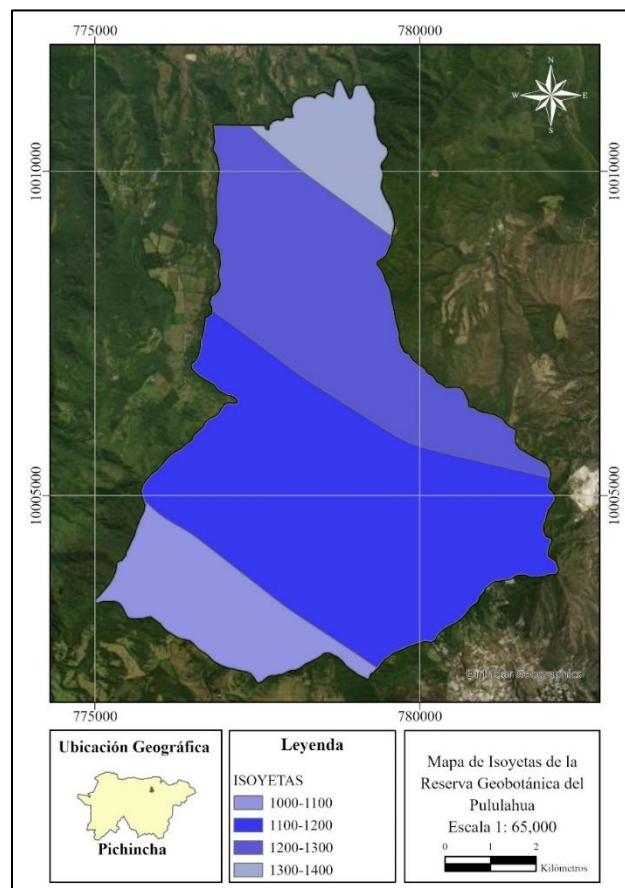 775000
780000
N
W
E
S
10010000
10010000
10005000
10005000
Earthstar Geographics
775000
780000
Ubicación Geográfica
Pichincha
Leyenda
ISOYETAS
1000-1100
1100-1200
1200-1300
1300-1400
Mapa de Isoyetas de la
Reserva Geobotánica del
Pululahua
Escala 1: 65,000
0 1 2
Kilómetros